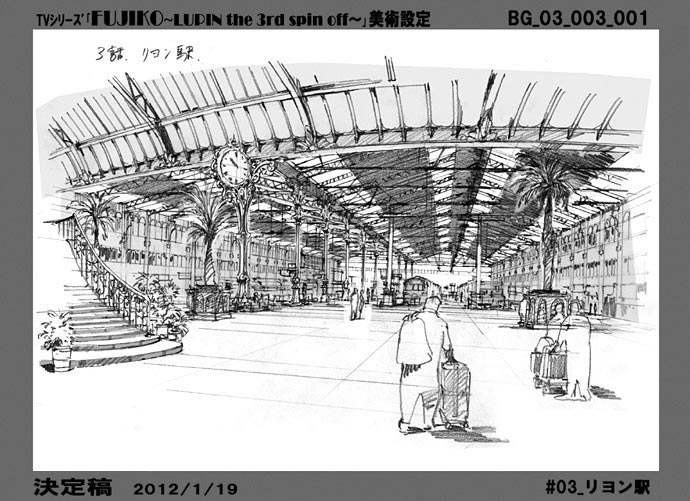 TVシリーズ「FUJIKO~LUPIN the 3rd spin off~」美術設定
BG_03_003_001
3話. リヨン駅.
決定稿 2012/1/19
#03_リヨン駅